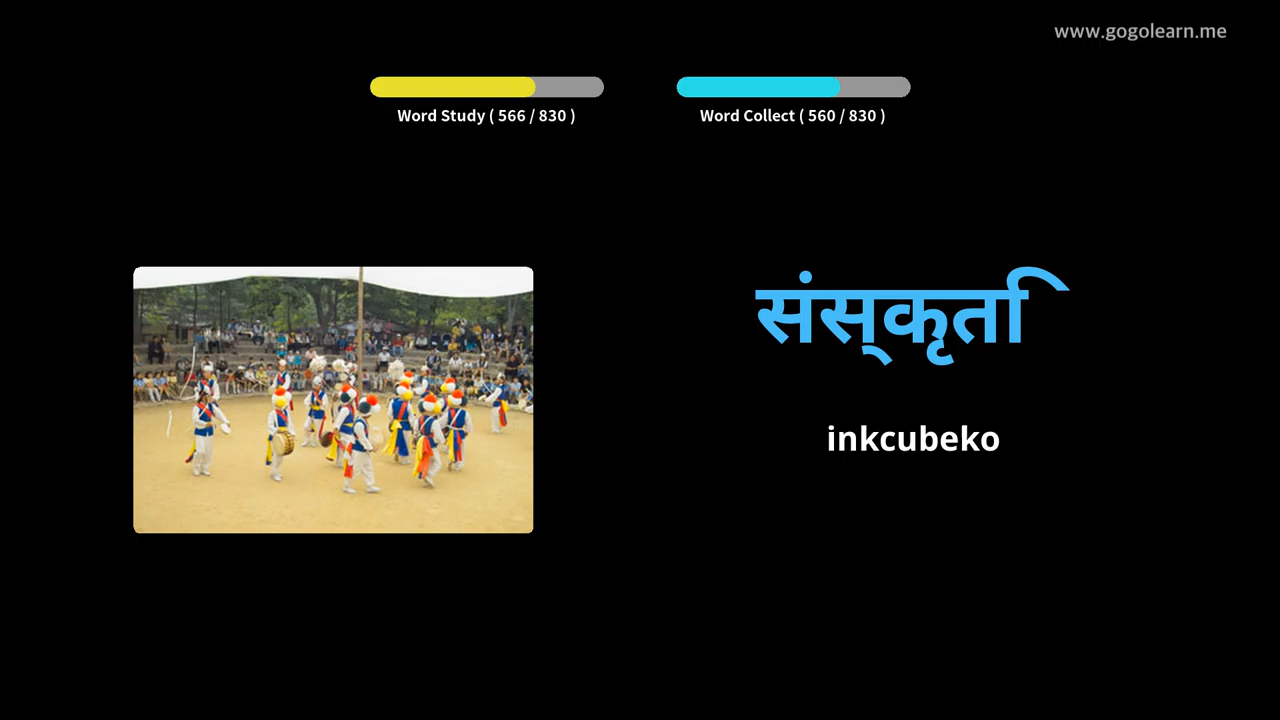 www.gogolearn.me
Word Study ( 566 / 830 )
Word Collect ( 560 / 830 )
संस्कृति
inkcubeko